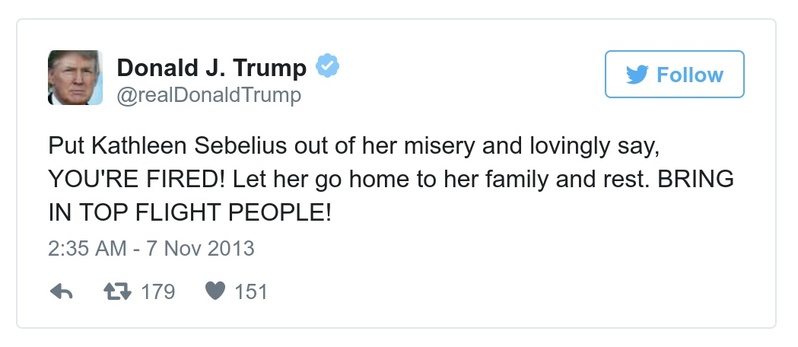 Donald J. Trump
Follow
@realDonaldTrump
Put Kathleen Sebelius out of her misery and lovingly say,
YOU'RE FIRED! Let her go home to her family and rest. BRING
IN TOP FLIGHT PEOPLE!
2:35 AM - 7 Nov 2013
179 151